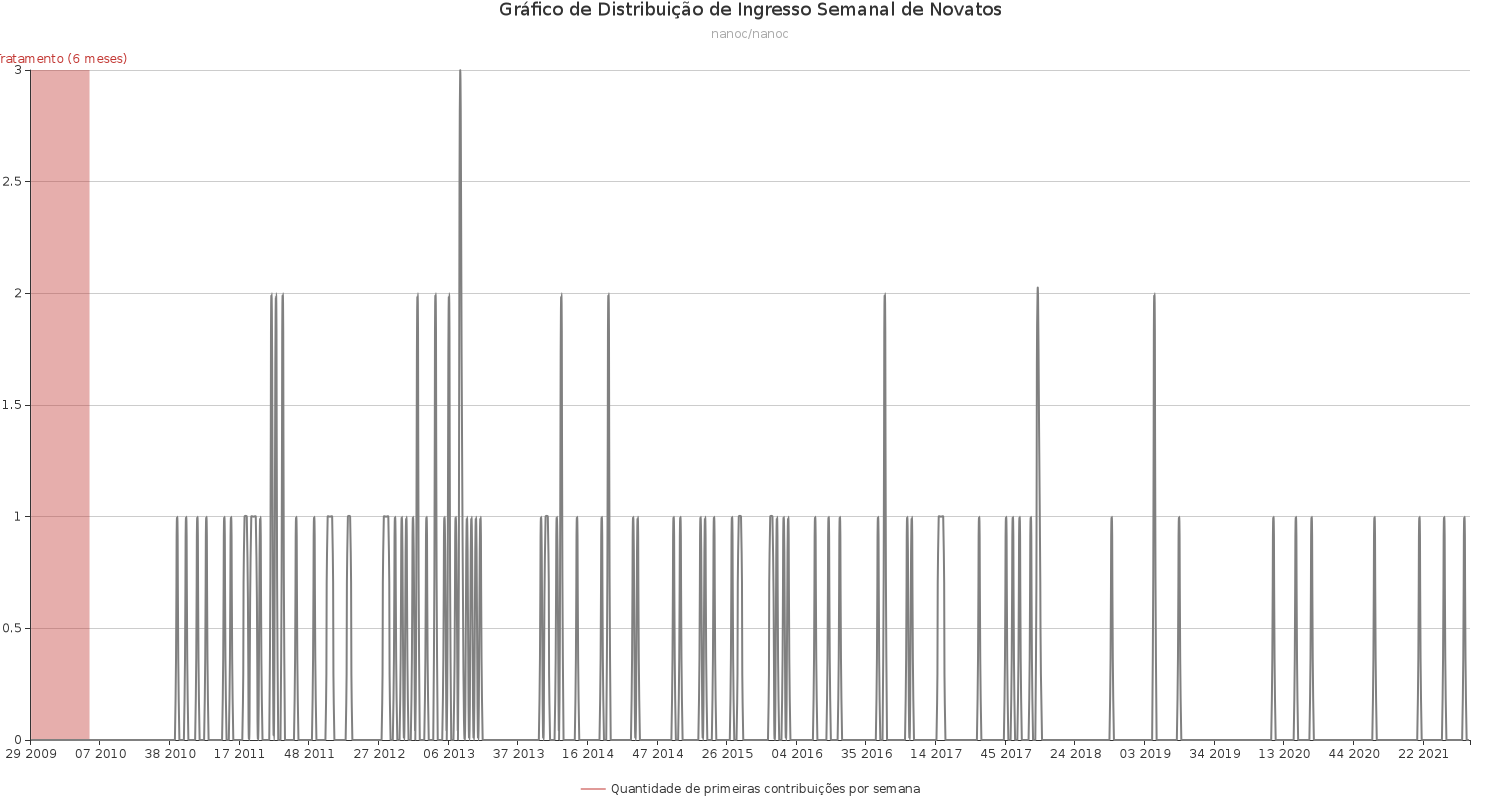 Gráfico de Distribuição de Ingresso Semanal de Novatos
nanoc/nanoc
Tratamento (6 meses)
3
2.5
2
1.5
1
0.5
0
29 2009 07 2010 38 2010 17 2011 48 2011 27 2012 06 2013 37 2013 16 2014 47 2014 26 2015 04 2016 35 2016 14 2017 45 2017 24 2018 03 2019 34 2019 13 2020 44 2020 22 2021
Quantidade de primeiras contribuições por semana